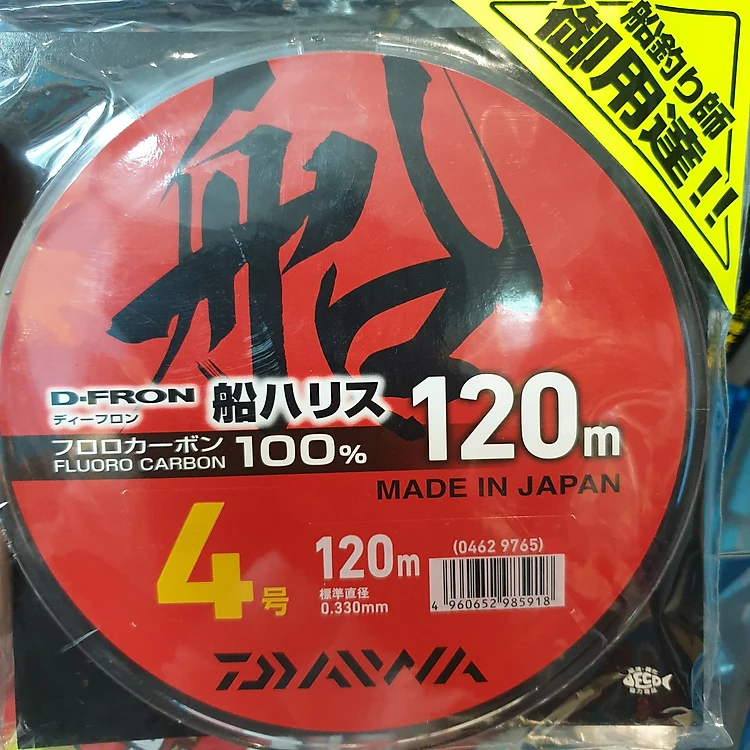 船釣り師
御用達!!
船
D-FRON 船ハリス 120m
ディーフロン
フロロカーボン 100%
FLUORO CARBON
MADE IN JAPAN
4号
120m
標準直径
0.330mm
(0462 9765)
4 960652 985918
DAIWA
ECO